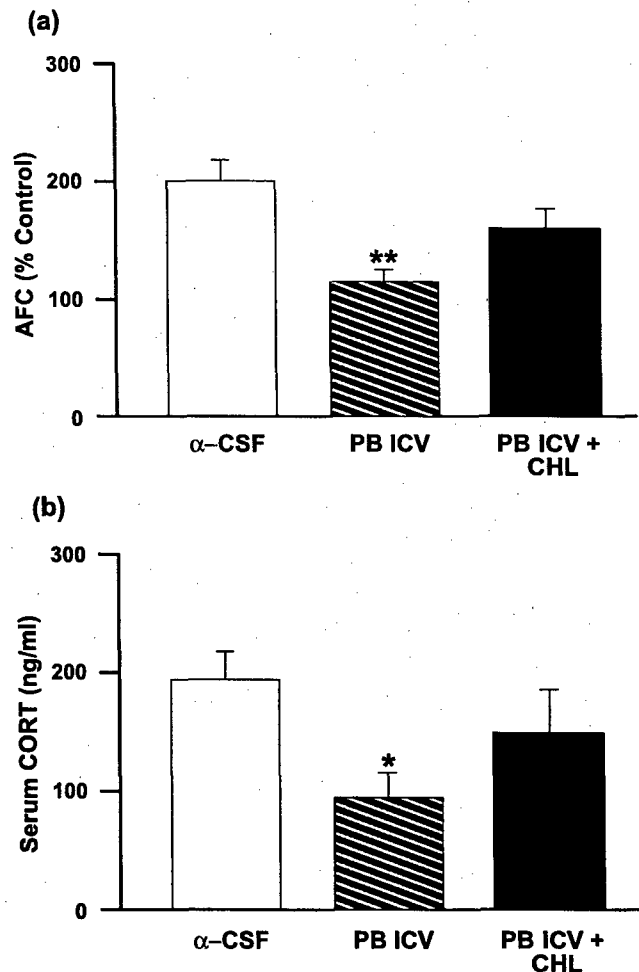 (a)
300
200
100
0
AFC (% Control)
**
α–CSF
PB ICV
PB ICV +
CHL
(b)
300
200
100
0
Serum CORT (ng/ml)
*
α–CSF
PB ICV
PB ICV +
CHL